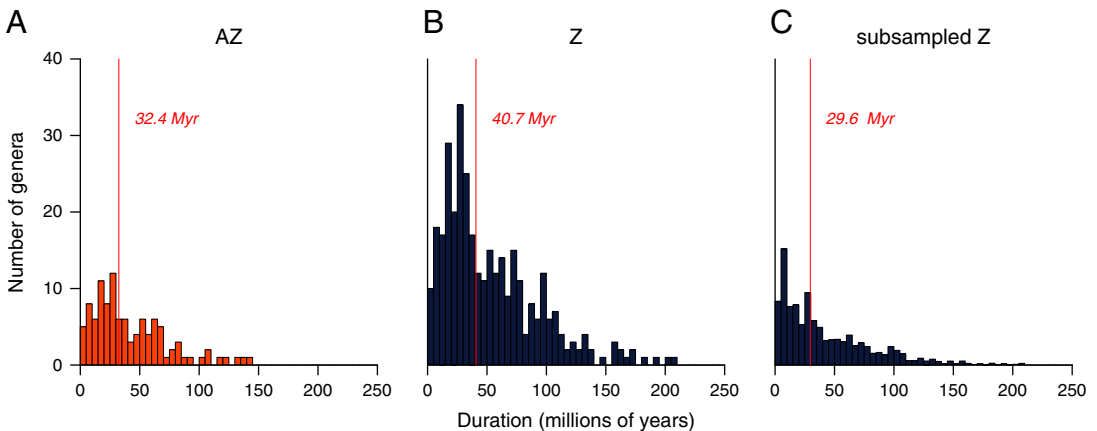 A
AZ
B
Z
C
subsampled Z
40
30
20
10
0
Number of genera
32.4 Myr
40.7 Myr
29.6 Myr
0 50 100 150 200 250
0 50 100 150 200 250
0 50 100 150 200 250
Duration (millions of years)